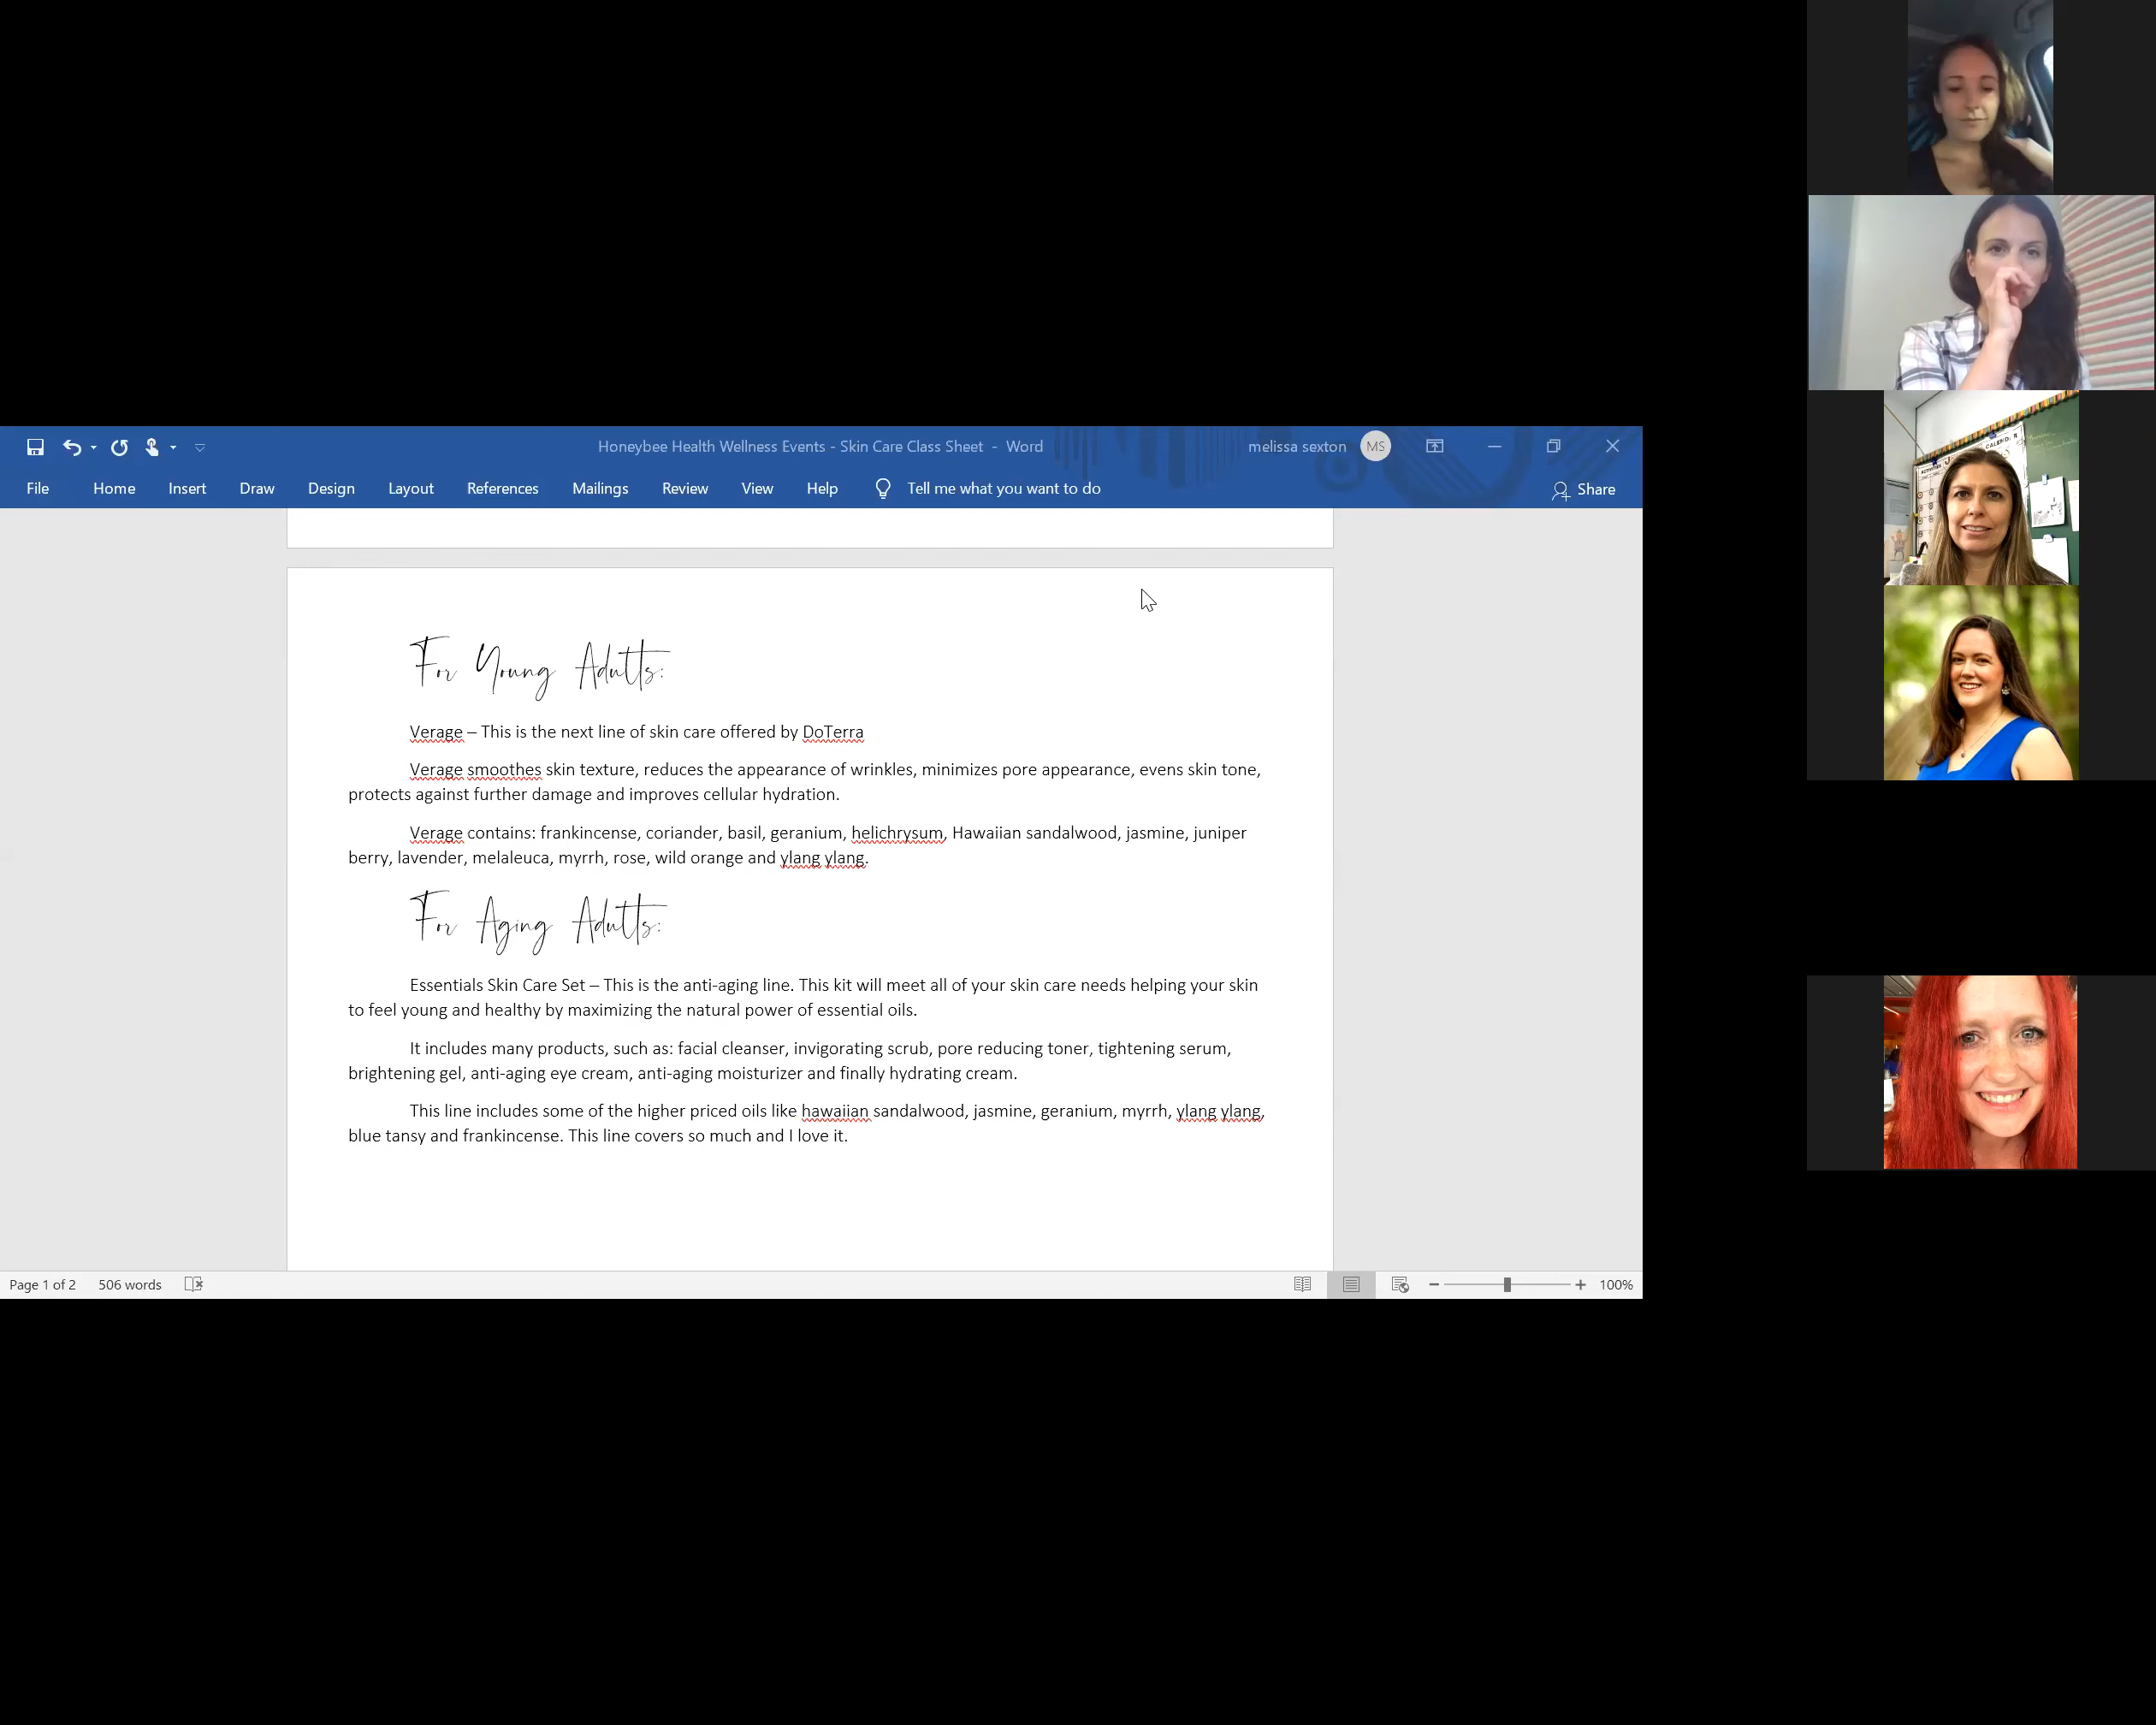 Honeybee Health Wellness Events - Skin Care Class Sheet - Word
melissa sexton MS
File Home Insert Draw Design Layout References Mailings Review View Help Tell me what you want to do Share
For Young Adults:
Verage – This is the next line of skin care offered by DoTerra
Verage smoothes skin texture, reduces the appearance of wrinkles, minimizes pore appearance, evens skin tone,
protects against further damage and improves cellular hydration.
Verage contains: frankincense, coriander, basil, geranium, helichrysum, Hawaiian sandalwood, jasmine, juniper
berry, lavender, melaleuca, myrrh, rose, wild orange and ylang ylang.
For Aging Adults:
Essentials Skin Care Set – This is the anti-aging line. This kit will meet all of your skin care needs helping your skin
to feel young and healthy by maximizing the natural power of essential oils.
It includes many products, such as: facial cleanser, invigorating scrub, pore reducing toner, tightening serum,
brightening gel, anti-aging eye cream, anti-aging moisturizer and finally hydrating cream.
This line includes some of the higher priced oils like hawaiian sandalwood, jasmine, geranium, myrrh, ylang ylang,
blue tansy and frankincense. This line covers so much and I love it.
Page 1 of 2 506 words 100%